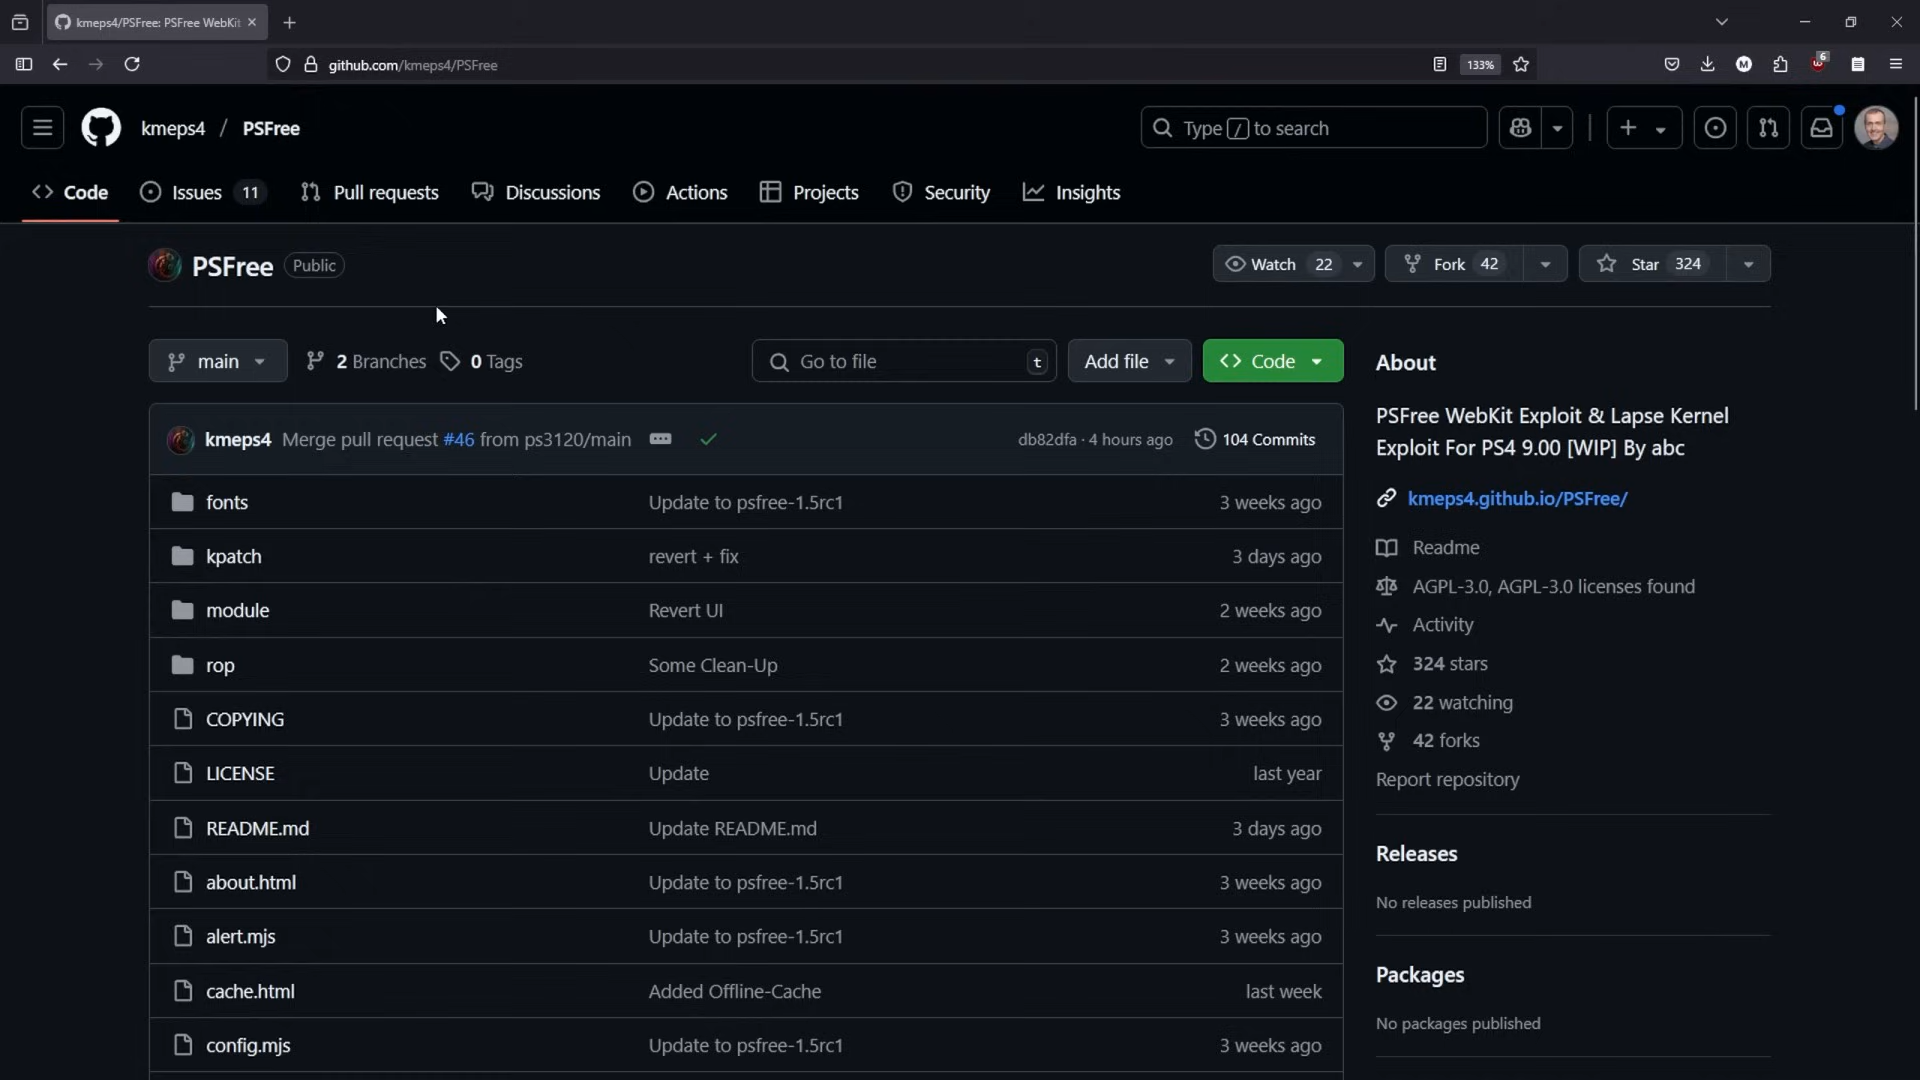 kmeps4/PSFree: PSFree WebKit
github.com/kmeps4/PSFree
133%
6
M
kmeps4 / PSFree
Type / to search
Code
Issues 11
Pull requests
Discussions
Actions
Projects
Security
Insights
PSFree Public
Watch 22
Fork 42
Star 324
main
2 Branches
0 Tags
Go to file
t
Add file
Code
kmeps4 Merge pull request #46 from ps3120/main
db82dfa · 4 hours ago
104 Commits
fonts Update to psfree-1.5rc1 3 weeks ago
kpatch revert + fix 3 days ago
module Revert UI 2 weeks ago
rop Some Clean-Up 2 weeks ago
COPYING Update to psfree-1.5rc1 3 weeks ago
LICENSE Update last year
README.md Update README.md 3 days ago
about.html Update to psfree-1.5rc1 3 weeks ago
alert.mjs Update to psfree-1.5rc1 3 weeks ago
cache.html Added Offline-Cache last week
config.mjs Update to psfree-1.5rc1 3 weeks ago
About
PSFree WebKit Exploit & Lapse Kernel
Exploit For PS4 9.00 [WIP] By abc
kmeps4.github.io/PSFree/
Readme
AGPL-3.0, AGPL-3.0 licenses found
Activity
324 stars
22 watching
42 forks
Report repository
Releases
No releases published
Packages
No packages published